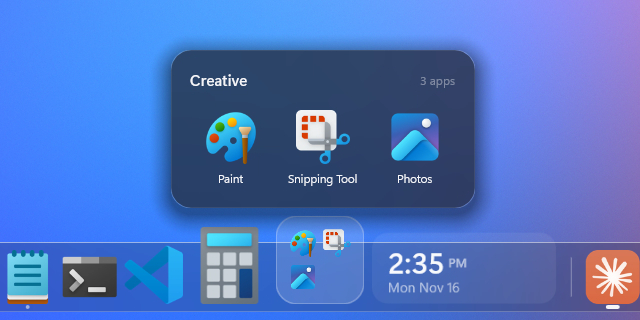 Creative
3 apps
Paint
Snipping Tool
Photos
2:35 PM
Mon Nov 16